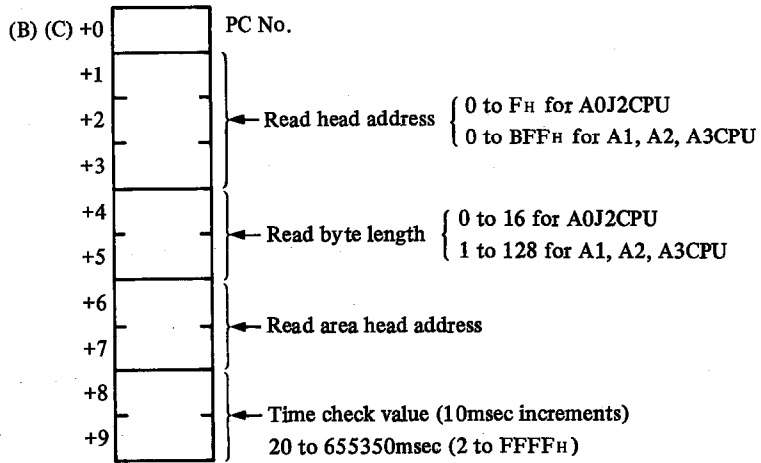 (B) (C) +0 PC No.
+1
+2 Read head address 0 to FH for A0J2CPU
0 to BFFH for A1, A2, A3CPU
+3
+4
Read byte length 0 to 16 for A0J2CPU
1 to 128 for A1, A2, A3CPU
+5
+6
Read area head address
+7
+8
Time check value (10msec increments)
+9 20 to 655350msec (2 to FFFFH)